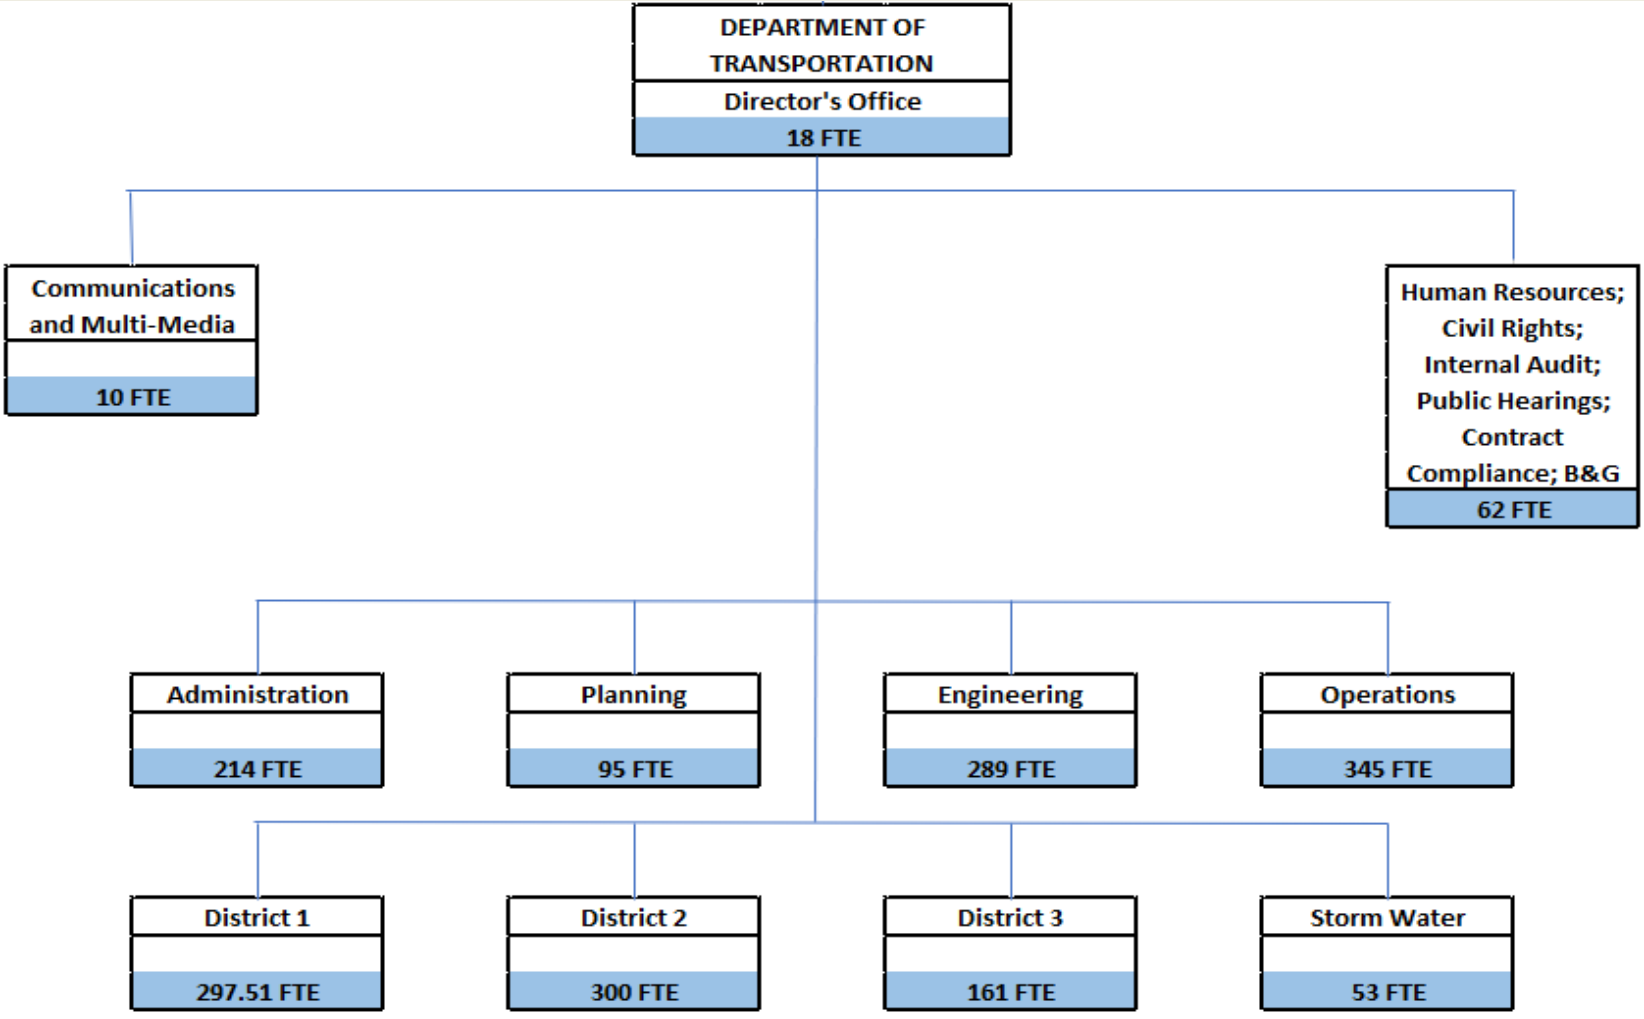 DEPARTMENT OF
TRANSPORTATION
Director's Office
18 FTE
Communications
and Multi-Media
10 FTE
Human Resources;
Civil Rights;
Internal Audit;
Public Hearings;
Contract
Compliance; B&G
62 FTE
Administration
214 FTE
Planning
95 FTE
Engineering
289 FTE
Operations
345 FTE
District 1
297.51 FTE
District 2
300 FTE
District 3
161 FTE
Storm Water
53 FTE